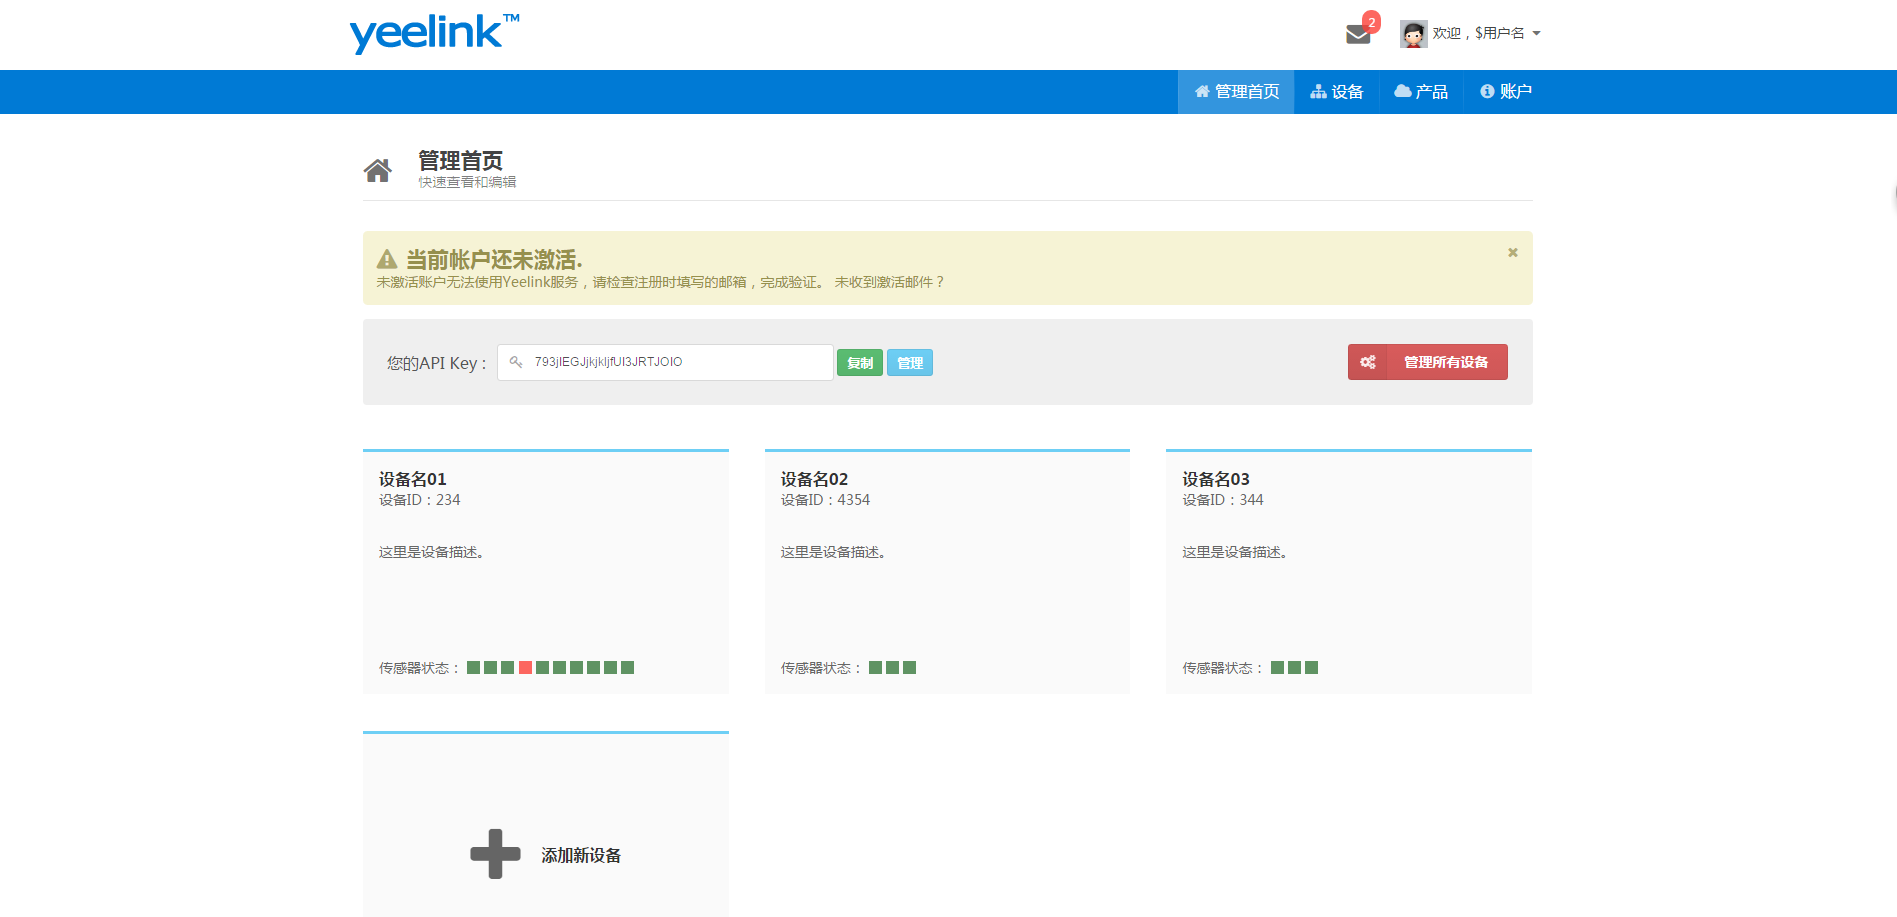 yeelink™
2
欢迎，$用户名
管理首页 设备 产品 账户
管理首页
快速查看和编辑
当前帐户还未激活.
未激活账户无法使用Yeelink服务，请检查注册时填写的邮箱，完成验证。 未收到激活邮件？
您的API Key : 793jIEGJjkjkljfUI3JRTJOIO 复制 管理 管理所有设备
设备名01
设备ID：234
这里是设备描述。
传感器状态：
设备名02
设备ID：4354
这里是设备描述。
传感器状态：
设备名03
设备ID：344
这里是设备描述。
传感器状态：
添加新设备